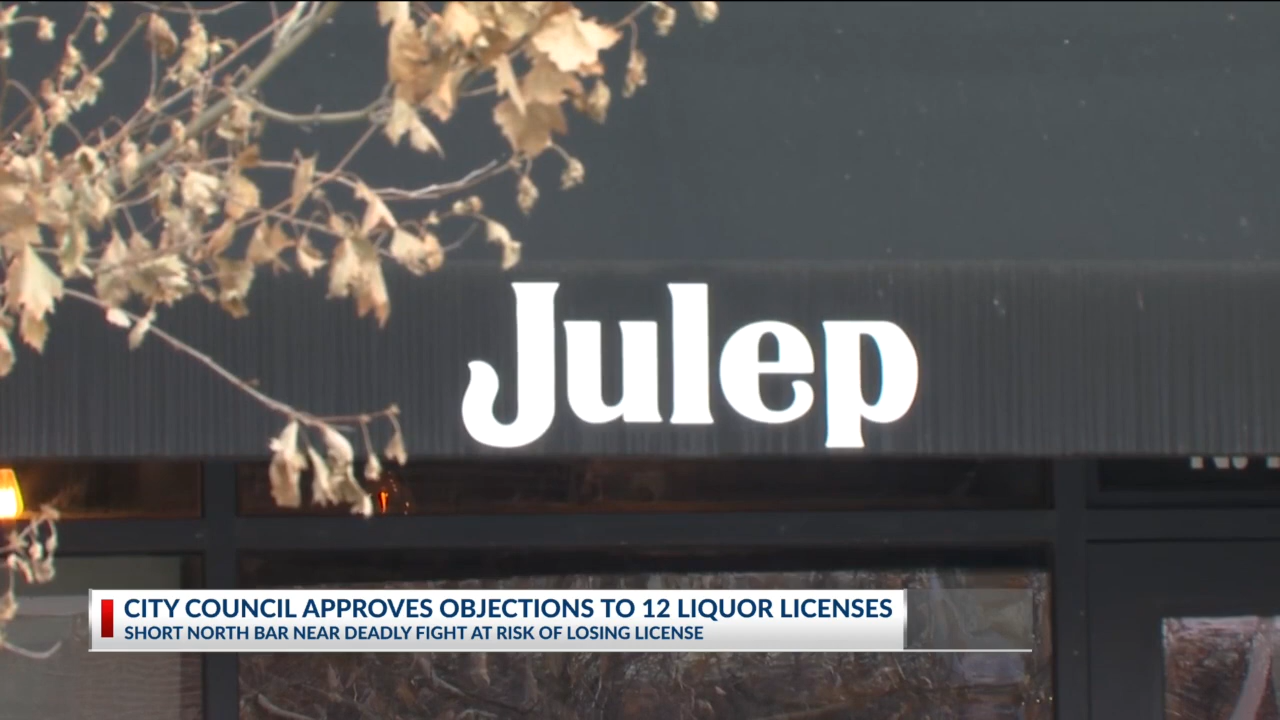 Julep
CITY COUNCIL APPROVES OBJECTIONS TO 12 LIQUOR LICENSES
SHORT NORTH BAR NEAR DEADLY FIGHT AT RISK OF LOSING LICENSE